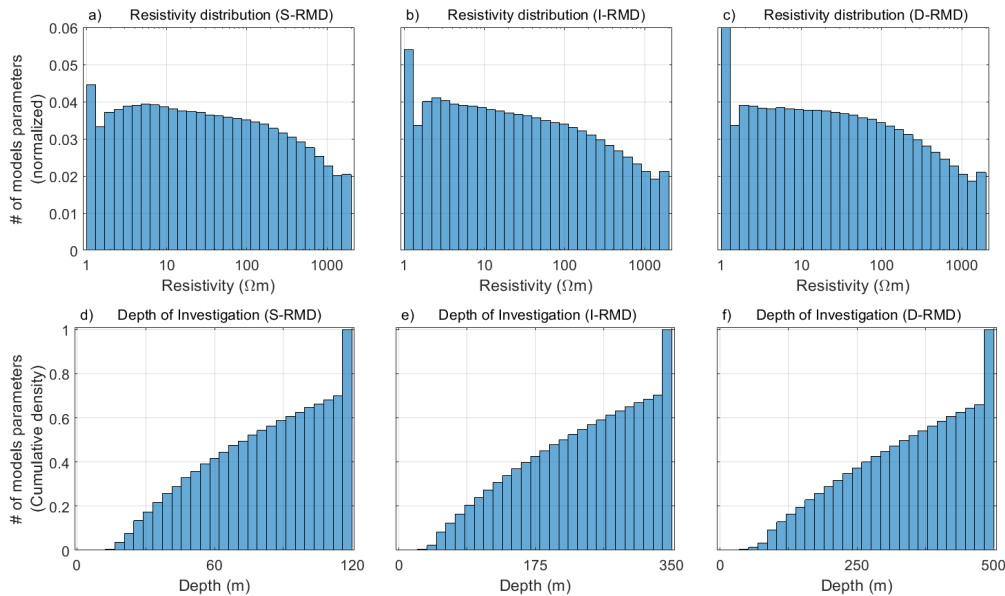 a) Resistivity distribution (S-RMD)
b) Resistivity distribution (I-RMD)
c) Resistivity distribution (D-RMD)
# of models parameters
(normalized)
0.06
0.05
0.04
0.03
0.02
0.01
0
1 10 100 1000
1 10 100 1000
1 10 100 1000
Resistivity (Ωm)
Resistivity (Ωm)
Resistivity (Ωm)
d) Depth of Investigation (S-RMD)
e) Depth of Investigation (I-RMD)
f) Depth of Investigation (D-RMD)
# of models parameters
(Cumulative density)
1
0.8
0.6
0.4
0.2
0
0 60 120
0 175 350
0 250 500
Depth (m)
Depth (m)
Depth (m)